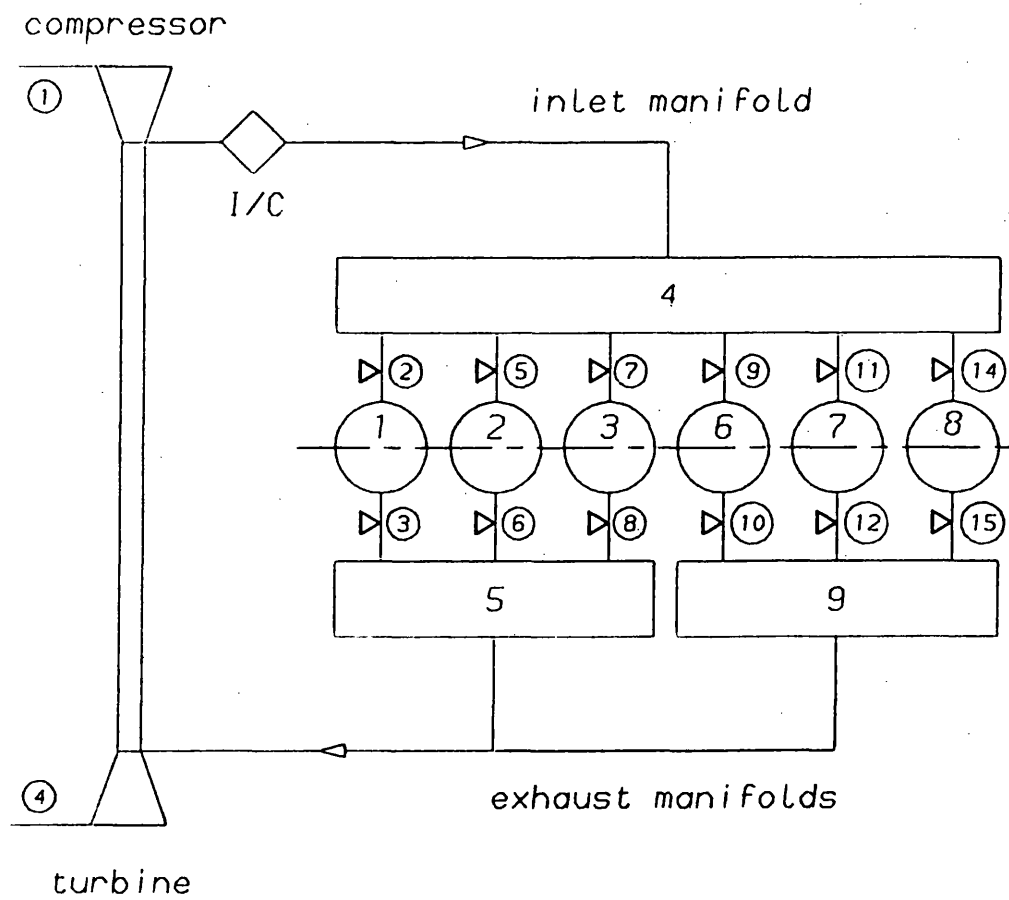 compressor
1
inlet manifold
I/C
4
2 5 7 9 11 14
1 2 3 6 7 8
3 6 8 10 12 15
5 9
4
exhaust manifolds
turbine